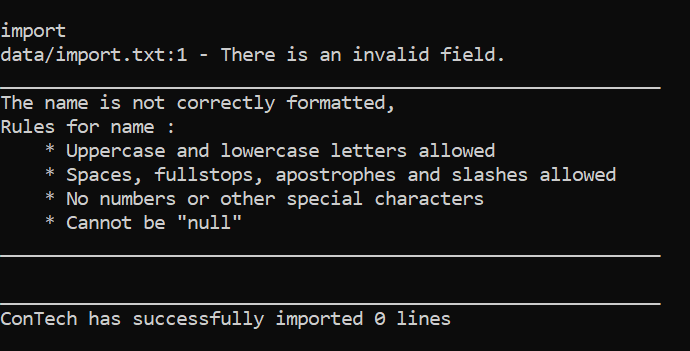 import
data/import.txt:1 - There is an invalid field.
The name is not correctly formatted,
Rules for name :
* Uppercase and lowercase letters allowed
* Spaces, fullstops, apostrophes and slashes allowed
* No numbers or other special characters
* Cannot be "null"
ConTech has successfully imported 0 lines